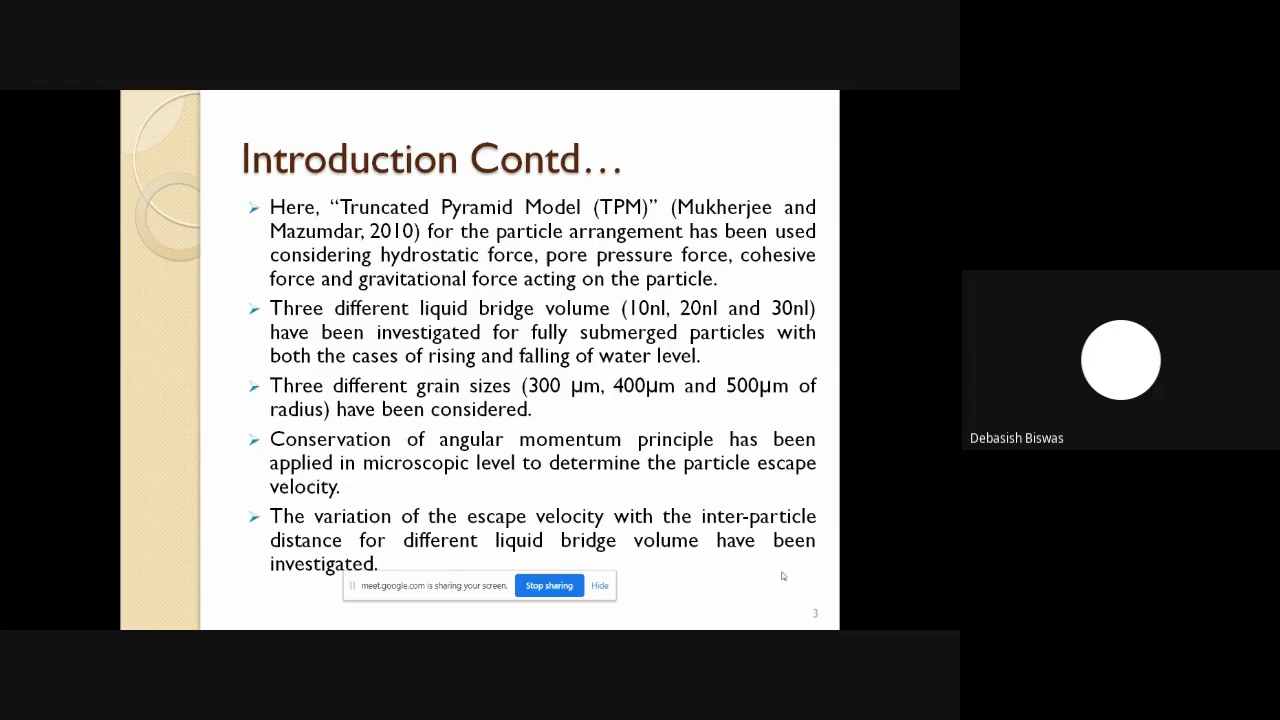 Introduction Contd...
Here, “Truncated Pyramid Model (TPM)” (Mukherjee and
Mazumdar, 2010) for the particle arrangement has been used
considering hydrostatic force, pore pressure force, cohesive
force and gravitational force acting on the particle.
Three different liquid bridge volume (10nl, 20nl and 30nl)
have been investigated for fully submerged particles with
both the cases of rising and falling of water level.
Three different grain sizes (300 µm, 400µm and 500µm of
radius) have been considered.
Conservation of angular momentum principle has been
applied in microscopic level to determine the particle escape
velocity.
The variation of the escape velocity with the inter-particle
distance for different liquid bridge volume have been
investigated.
meet.google.com is sharing your screen. Stop sharing Hide
3
Debasish Biswas